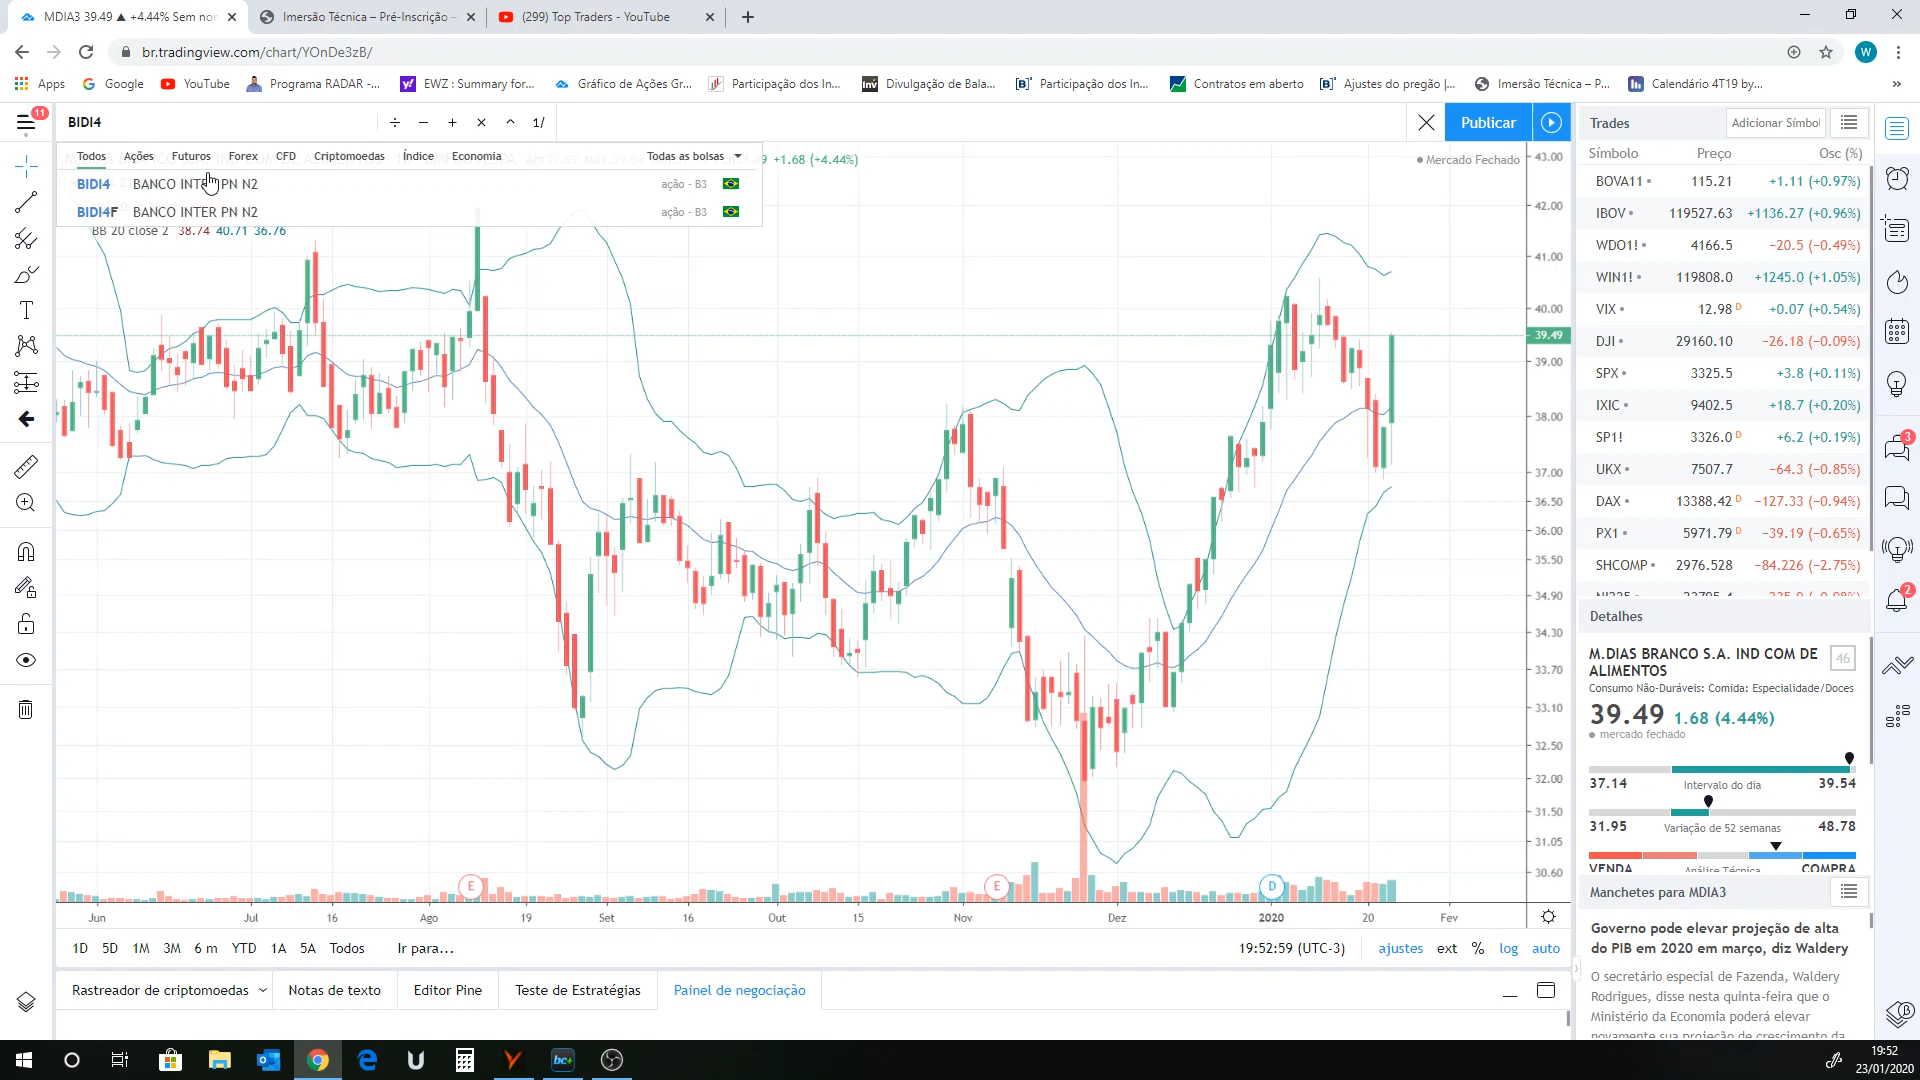 MDIA3 39.49 ▲ +4.44% Sem non
Imersão Técnica – Pré-Inscrição –
(299) Top Traders - YouTube
br.tradingview.com/chart/YOnDe3zB/
W
Apps
Google
YouTube
Programa RADAR -...
EWZ : Summary for...
Gráfico de Ações Gr...
Participação dos In...
Divulgação de Bala...
Participação dos In...
Contratos em aberto
Ajustes do pregão |...
Imersão Técnica – P...
Calendário 4T19 by...
»
11
BIDI4
÷ − + × ^ 1/
Publicar
Todos Ações Futuros Forex CFD Criptomoedas Índice Economia Todas as bolsas
+1.68 (+4.44%)
Mercado Fechado
BIDI4 BANCO INTER PN N2 ação - B3
BIDI4F BANCO INTER PN N2 ação - B3
BB 20 close 2 38.74 40.71 36.76
43.00
42.00
41.00
40.00
39.49
39.00
38.00
37.00
36.50
36.00
35.50
34.90
34.30
33.70
33.10
32.50
32.00
31.50
31.05
30.60
E E D
Jun Jul 16 Ago 19 Set 16 Out 15 Nov Dez 2020 20 Fev
1D 5D 1M 3M 6 m YTD 1A 5A Todos Ir para...
19:52:59 (UTC-3) ajustes ext % log auto
Rastreador de criptomoedas Notas de texto Editor Pine Teste de Estratégias Painel de negociação
Trades
Adicionar Símbol
Símbolo Preço Osc (%)
BOVA11 115.21 +1.11 (+0.97%)
IBOV 119527.63 +1136.27 (+0.96%)
WDO1! 4166.5 −20.5 (−0.49%)
WIN1! 119808.0 +1245.0 (+1.05%)
VIX 12.98 D +0.07 (+0.54%)
DJI 29160.10 −26.18 (−0.09%)
SPX 3325.5 +3.8 (+0.11%)
IXIC 9402.5 +18.7 (+0.20%)
SP1! 3326.0 D +6.2 (+0.19%)
UKX 7507.7 −64.3 (−0.85%)
DAX 13388.42 D −127.33 (−0.94%)
PX1 5971.79 D −39.19 (−0.65%)
SHCOMP 2976.528 −84.226 (−2.75%)
Detalhes
M.DIAS BRANCO S.A. IND COM DE
ALIMENTOS
46
Consumo Não-Duráveis: Comida: Especialidade/Doces
39.49 1.68 (4.44%)
mercado fechado
37.14 Intervalo do dia 39.54
31.95 Variação de 52 semanas 48.78
VENDA Análise Técnica COMPRA
Manchetes para MDIA3
Governo pode elevar projeção de alta
do PIB em 2020 em março, diz Waldery
O secretário especial de Fazenda, Waldery
Rodrigues, disse nesta quinta-feira que o
Ministério da Economia poderá elevar
novamente sua projeção de crescimento da
3
2
bc+
19:52
23/01/2020